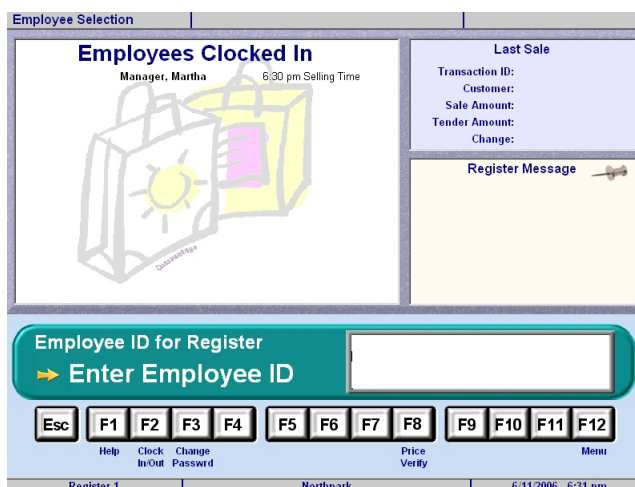 Employee Selection
Employees Clocked In
Manager, Martha 6:30 pm Selling Time
Datavantage
Last Sale
Transaction ID:
Customer:
Sale Amount:
Tender Amount:
Change:
Register Message
Employee ID for Register
Enter Employee ID
Esc F1 F2 F3 F4 F5 F6 F7 F8 F9 F10 F11 F12
Help Clock In/Out Change Passwrd Price Verify Menu
Register 1 Northpark 6/11/2006 6:31 pm